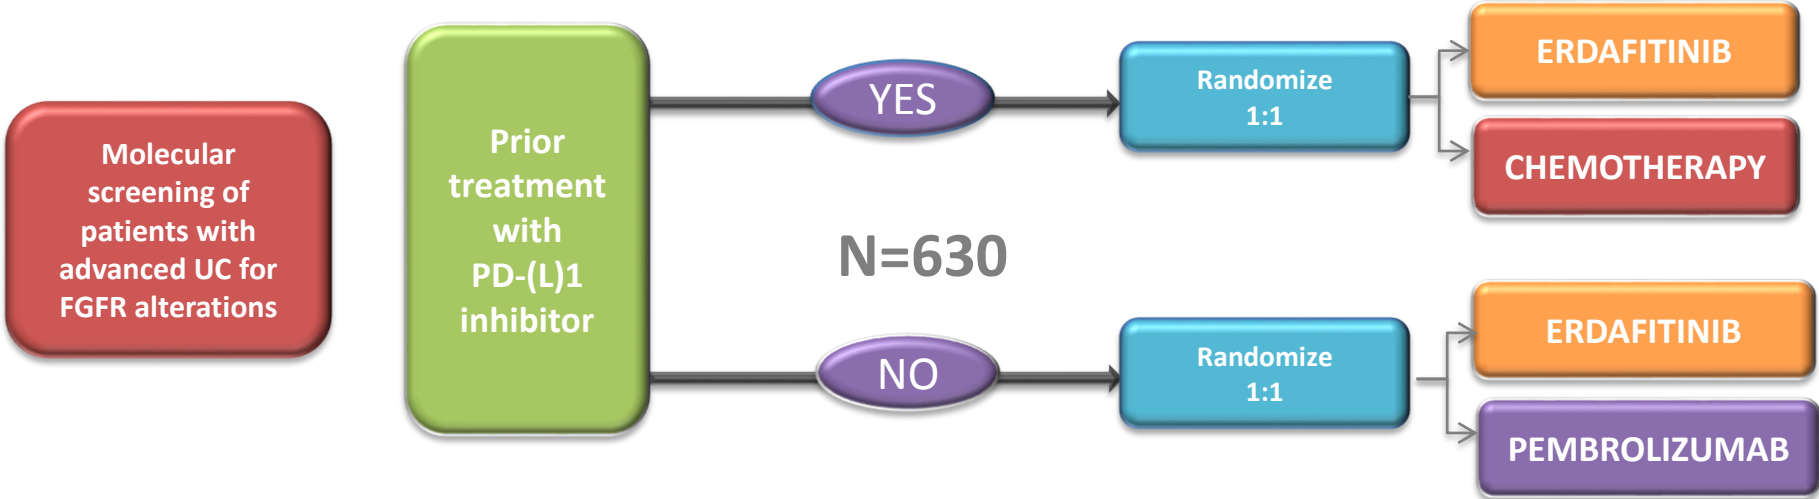 Molecular
screening of
patients with
advanced UC for
FGFR alterations
Prior
treatment
with
PD-(L)1
inhibitor
YES
Randomize
1:1
ERDAFITINIB
CHEMOTHERAPY
N=630
NO
Randomize
1:1
ERDAFITINIB
PEMBROLIZUMAB